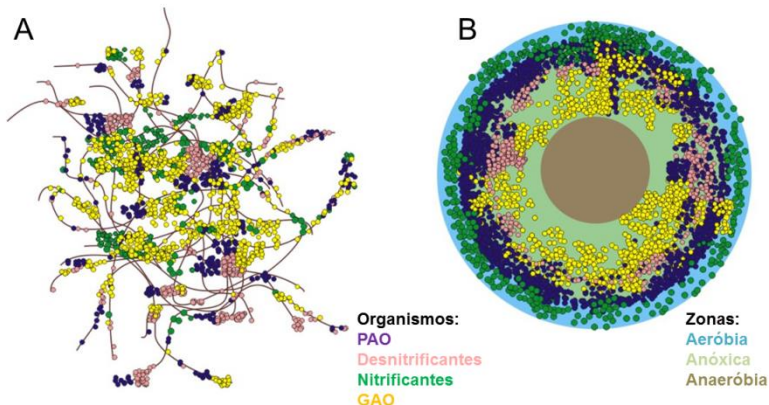 A
B
Organismos:
PAO
Desnitrificantes
Nitrificantes
GAO
Zonas:
Aeróbia
Anóxica
Anaeróbia